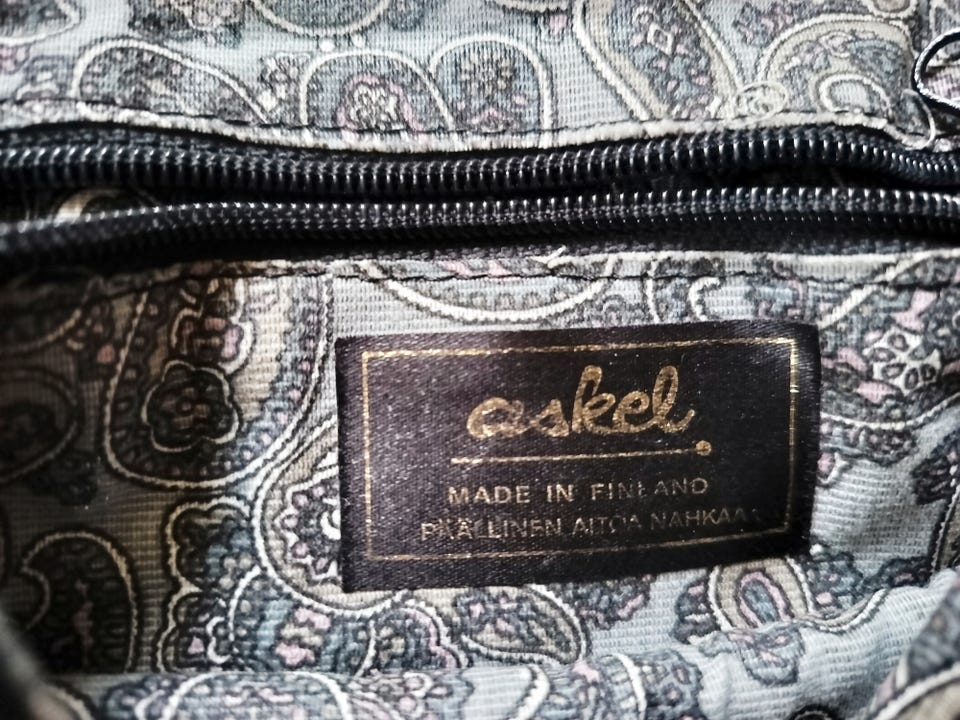 askel
MADE IN FINLAND
PÄÄLLINEN AITOA NAHKAA